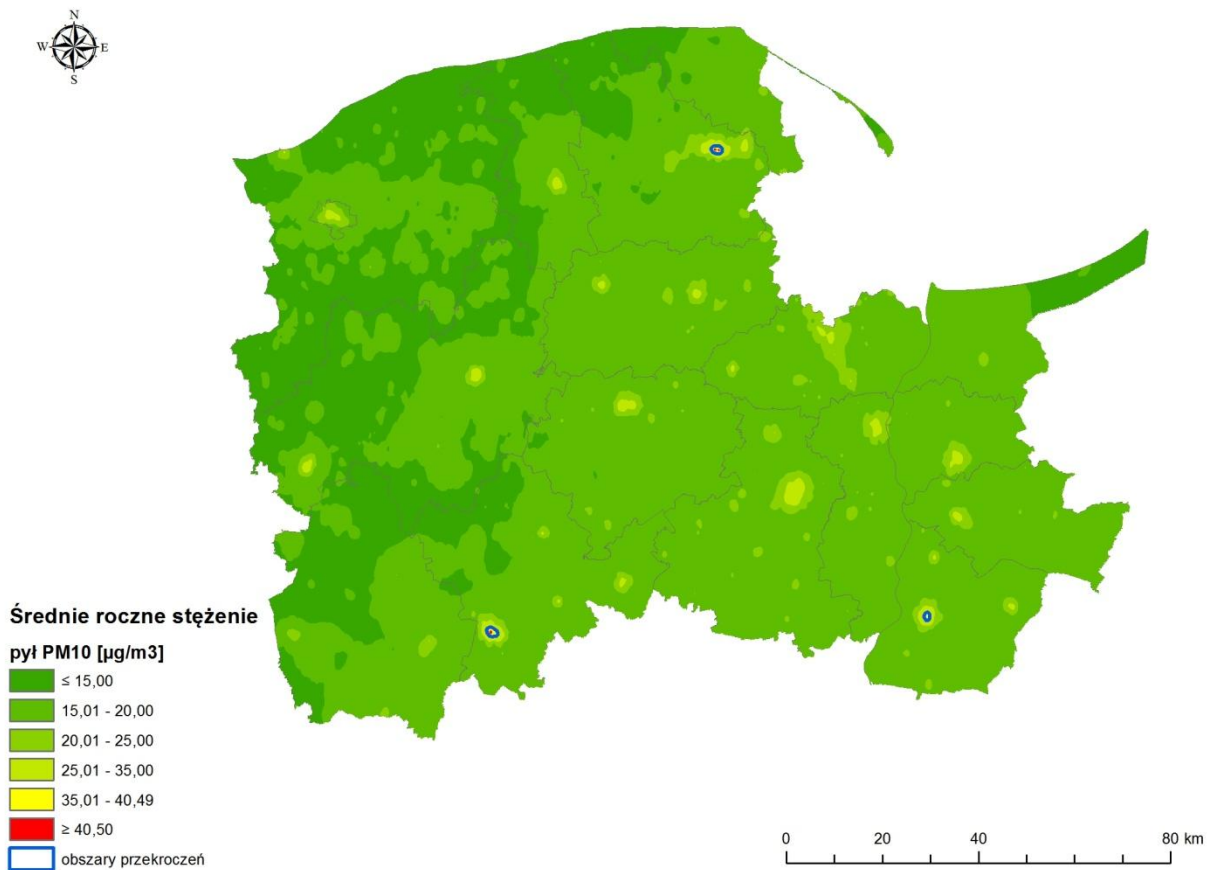 N
W E
S
Średnie roczne stężenie
pył PM10 [µg/m3]
≤ 15,00
15,01 - 20,00
20,01 - 25,00
25,01 - 35,00
35,01 - 40,49
≥ 40,50
obszary przekroczeń
0 20 40 80 km